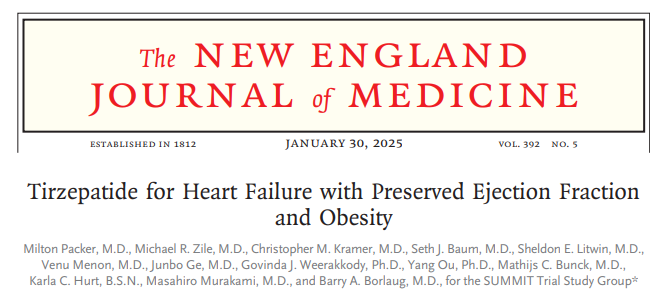 The NEW ENGLAND
JOURNAL of MEDICINE
ESTABLISHED IN 1812 JANUARY 30, 2025 VOL. 392 NO. 5
Tirzepatide for Heart Failure with Preserved Ejection Fraction
and Obesity
Milton Packer, M.D., Michael R. Zile, M.D., Christopher M. Kramer, M.D., Seth J. Baum, M.D., Sheldon E. Litwin, M.D.,
Venu Menon, M.D., Junbo Ge, M.D., Govinda J. Weerakkody, Ph.D., Yang Ou, Ph.D., Mathijs C. Bunck, M.D.,
Karla C. Hurt, B.S.N., Masahiro Murakami, M.D., and Barry A. Borlaug, M.D., for the SUMMIT Trial Study Group*